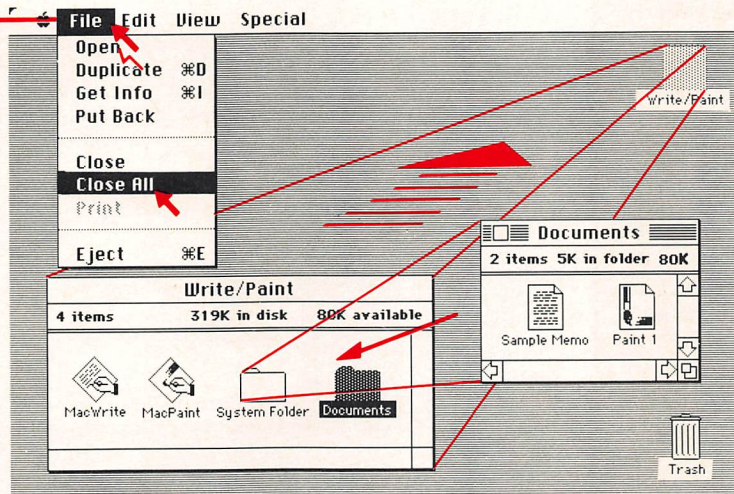 File Edit View Special
Open
Duplicate ⌘D
Get Info ⌘I
Put Back
Close
Close All
Print
Eject ⌘E
Write/Paint
Documents
2 items 5K in folder 80K
Sample Memo Paint 1
Write/Paint
4 items 319K in disk 80K available
MacWrite MacPaint System Folder Documents
Trash